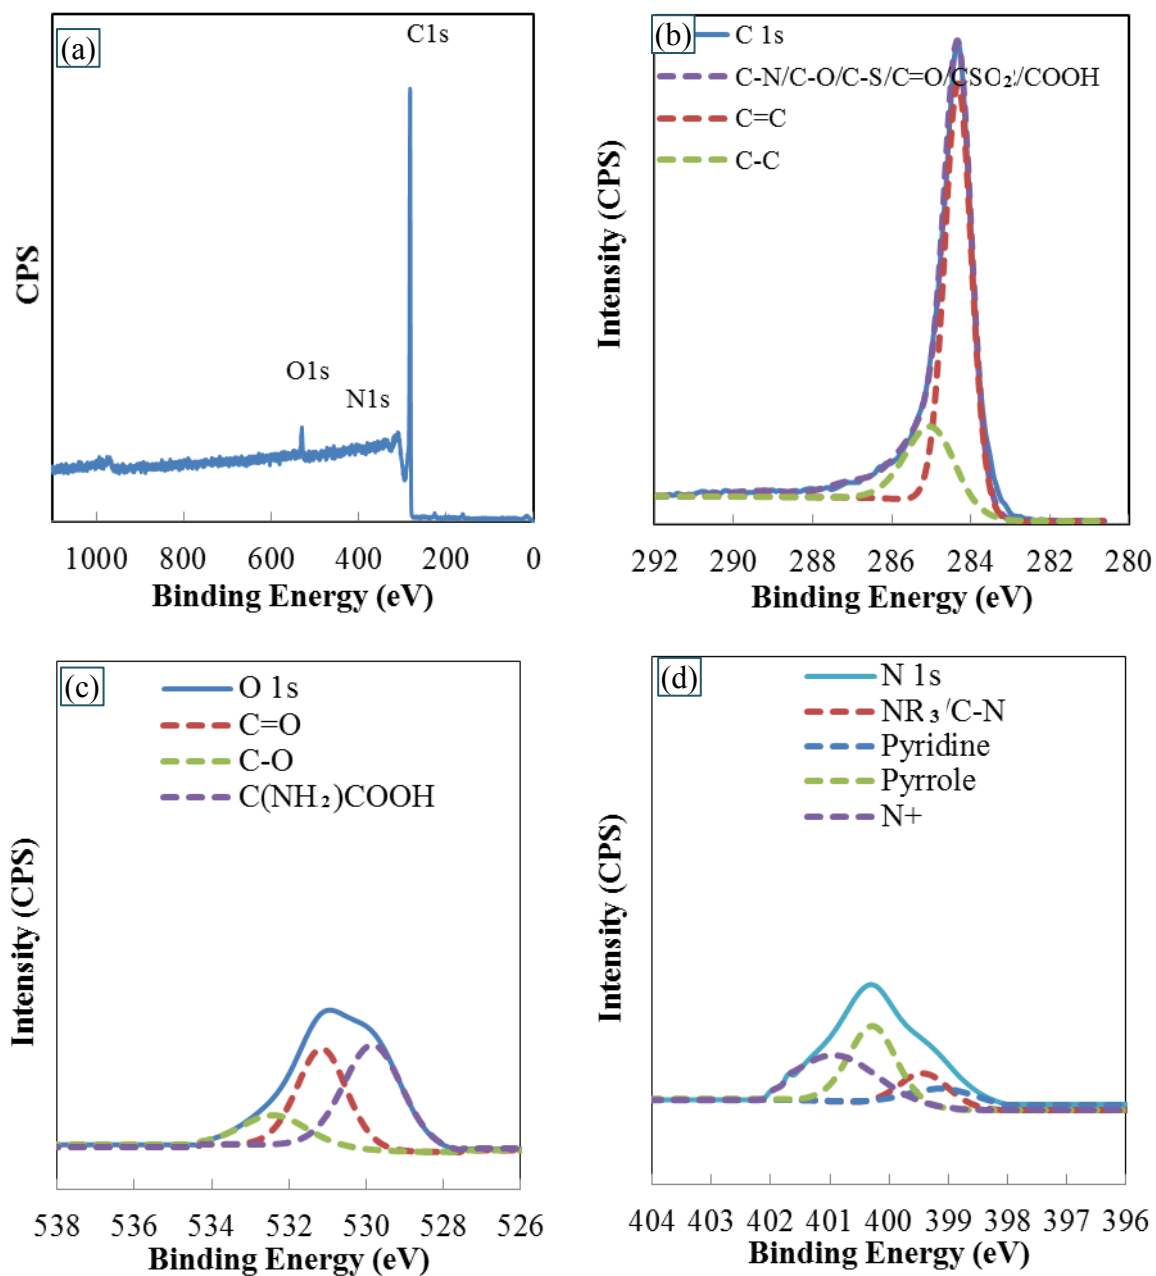 (a)
C1s
O1s
N1s
CPS
1000 800 600 400 200 0
Binding Energy (eV)
(b)
C 1s
C-N/C-O/C-S/C=O/CSO₂/COOH
C=C
C-C
Intensity (CPS)
292 290 288 286 284 282 280
Binding Energy (eV)
(c)
O 1s
C=O
C-O
C(NH₂)COOH
Intensity (CPS)
538 536 534 532 530 528 526
Binding Energy (eV)
(d)
N 1s
NR₃/C-N
Pyridine
Pyrrole
N+
Intensity (CPS)
404 403 402 401 400 399 398 397 396
Binding Energy (eV)